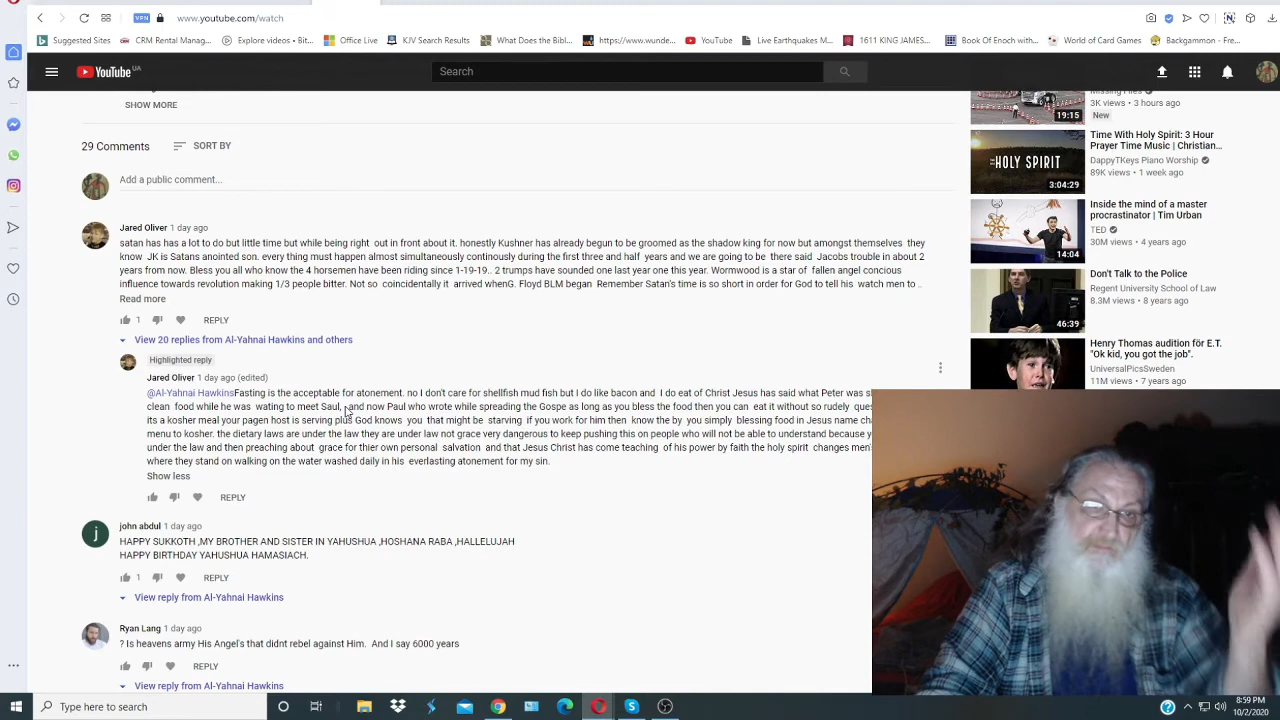 VPN
www.youtube.com/watch
Suggested Sites
CRM Rental Manag...
Explore videos • Bit...
Office Live
KJV Search Results
What Does the Bibl...
https://www.wunde...
YouTube
Live Earthquakes M...
1611 KING JAMES...
Book Of Enoch with...
World of Card Games
Backgammon - Fre...
YouTube UA
Search
SHOW MORE
29 Comments
SORT BY
Add a public comment...
Jared Oliver 1 day ago
satan has has a lot to do but little time but while being right out in front about it. honestly Kushner has already begun to be groomed as the shadow king for now but amongst themselves they
know JK is Satans anointed son. every thing must happen almost simultaneously continously during the first three and half years and we are going to be there said Jacobs trouble in about 2
years from now. Bless you all who know the 4 horsemen have been riding since 1-19-19.. 2 trumps have sounded one last year one this year. Wormwood is a star of fallen angel concious
influence towards revolution making 1/3 people bitter. Not so coincidentally it arrived whenG. Floyd BLM began Remember Satan's time is so short in order for God to tell his watch men to ..
Read more
1
REPLY
View 20 replies from Al-Yahnai Hawkins and others
Highlighted reply
Jared Oliver 1 day ago (edited)
@Al-Yahnai HawkinsFasting is the acceptable for atonement. no I don't care for shellfish mud fish but I do like bacon and I do eat of Christ Jesus has said what Peter was s
clean food while he was wating to meet Saul, and now Paul who wrote while spreading the Gospe as long as you bless the food then you can eat it without so rudely ques
its a kosher meal your pagen host is serving plus God knows you that might be starving if you work for him then know the by you simply blessing food in Jesus name cha
menu to kosher. the dietary laws are under the law they are under law not grace very dangerous to keep pushing this on people who will not be able to understand because y
under the law and then preaching about grace for thier own personal salvation and that Jesus Christ has come teaching of his power by faith the holy spirit changes men's
where they stand on walking on the water washed daily in his everlasting atonement for my sin.
Show less
REPLY
j
john abdul 1 day ago
HAPPY SUKKOTH ,MY BROTHER AND SISTER IN YAHUSHUA ,HOSHANA RABA ,HALLELUJAH
HAPPY BIRTHDAY YAHUSHUA HAMASIACH.
1
REPLY
View reply from Al-Yahnai Hawkins
Ryan Lang 1 day ago
? Is heavens army His Angel's that didnt rebel against Him. And I say 6000 years
REPLY
View reply from Al-Yahnai Hawkins
3K views • 3 hours ago
New
19:15
Time With Holy Spirit: 3 Hour
Prayer Time Music | Christian...
DappyTKeys Piano Worship
89K views • 1 week ago
HOLY SPIRIT
3:04:29
Inside the mind of a master
procrastinator | Tim Urban
TED
30M views • 4 years ago
14:04
Don't Talk to the Police
Regent University School of Law
8.3M views • 8 years ago
46:39
Henry Thomas audition för E.T.
"Ok kid, you got the job".
UniversalPicsSweden
11M views • 7 years ago
Type here to search
8:59 PM
10/2/2020